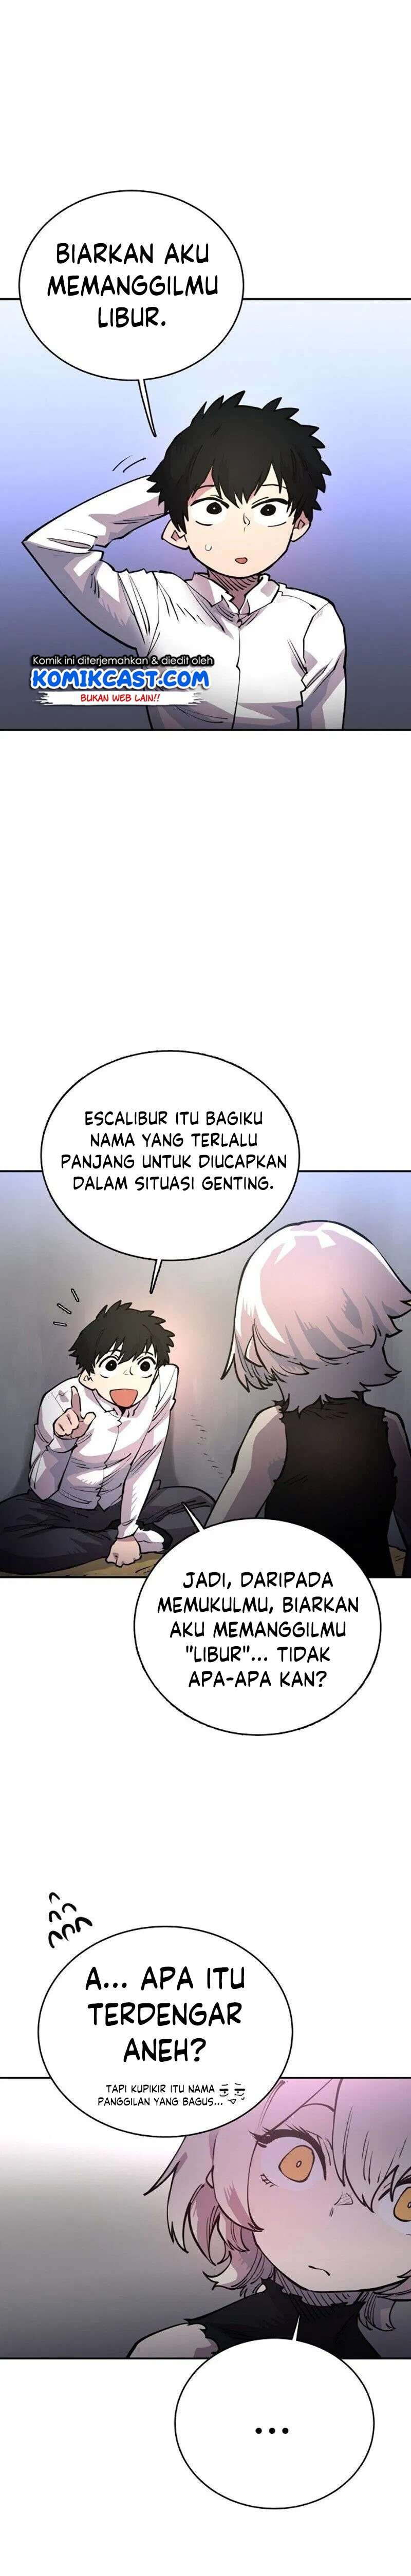 BIARKAN AKU
MEMANGGILMU
LIBUR.
Komik ini diterjemahkan & diedit oleh
KOMIKCAST.COM
BUKAN WEB LAIN!!
ESCALIBUR ITU BAGIKU
NAMA YANG TERLALU
PANJANG UNTUK DIUCAPKAN
DALAM SITUASI GENTING.
JADI, DARIPADA
MEMUKULMU, BIARKAN
AKU MEMANGGILMU
"LIBUR"... TIDAK
APA-APA KAN?
A... APA ITU
TERDENGAR
ANEH?
TAPI KUPIKIR ITU NAMA
PANGGILAN YANG BAGUS...
...